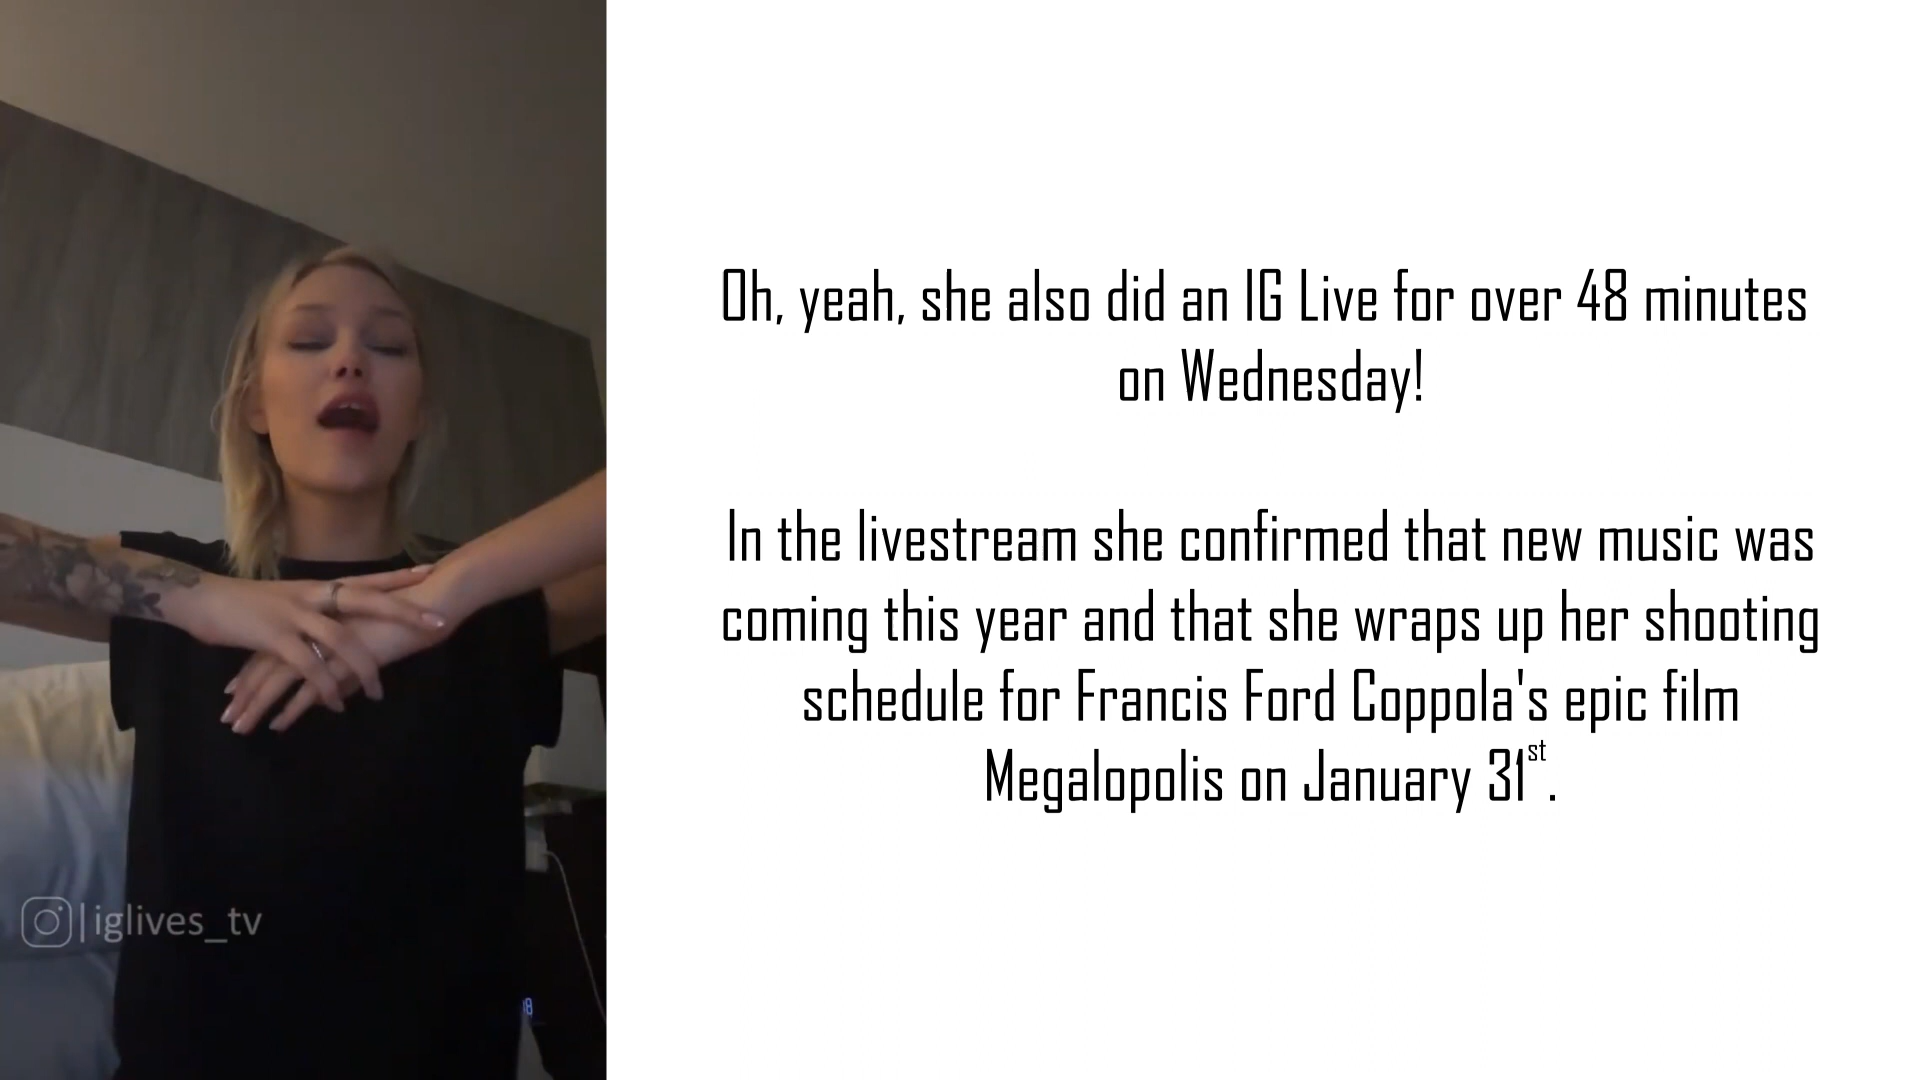 Oh, yeah, she also did an IG Live for over 48 minutes
on Wednesday!
In the livestream she confirmed that new music was
coming this year and that she wraps up her shooting
schedule for Francis Ford Coppola's epic film
Megalopolis on January 31st.
|iglives_tv